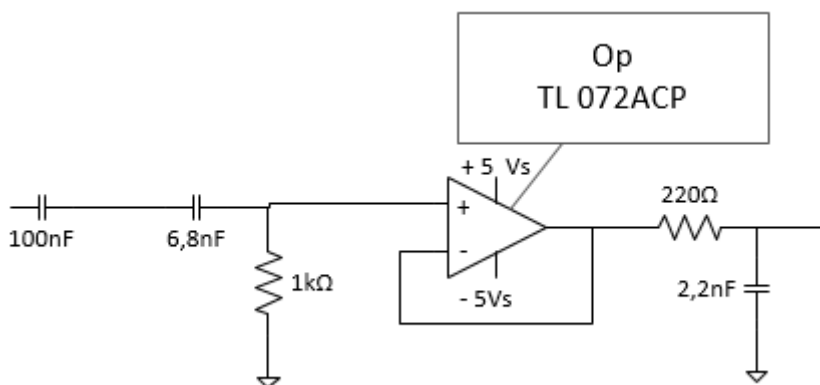 Op
TL 072ACP
+ 5 Vs
+
-
- 5Vs
100nF
6,8nF
1kΩ
220Ω
2,2nF